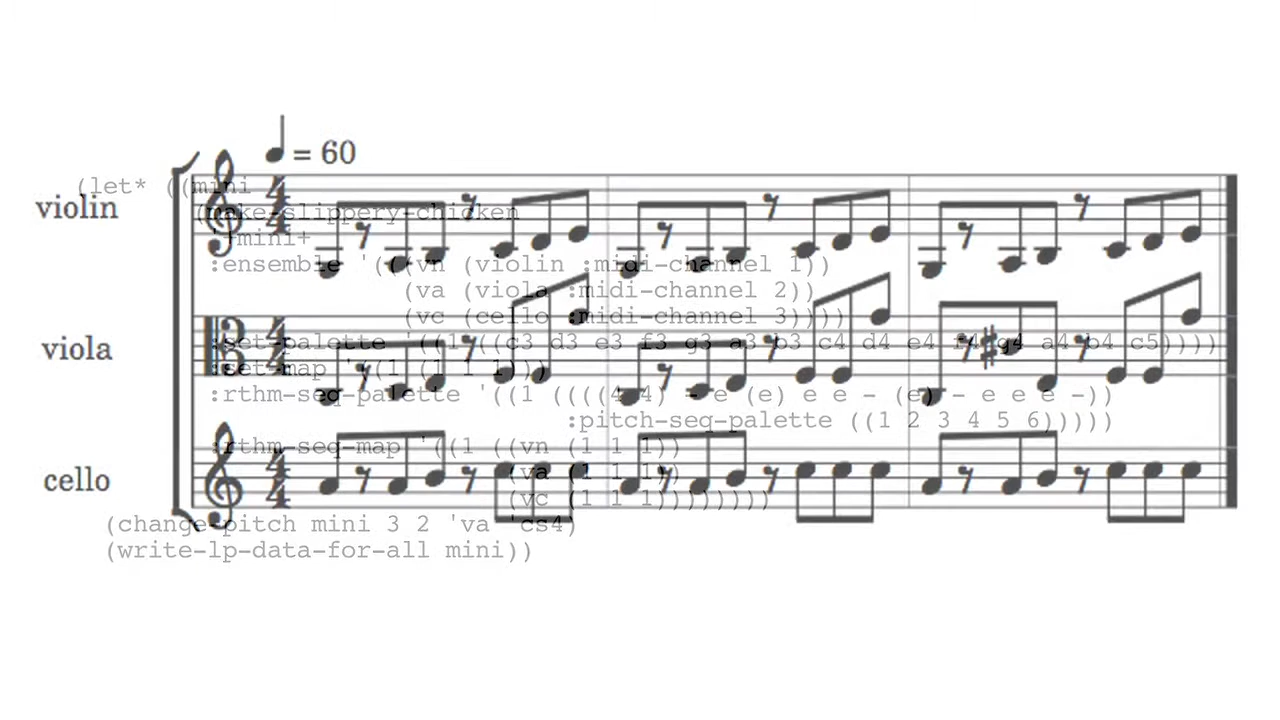 = 60
(let* ((mini
violin
(make-slippery-chicken
'+mini+
:ensemble '(((vn (violin :midi-channel 1))
(va (viola :midi-channel 2))
(vc (cello :midi-channel 3))))
viola
:set-palette '((1 ((c3 d3 e3 f3 g3 a3 b3 c4 d4 e4 f4 g4 a4 b4 c5))))
:set-map '((1 (1 1 1)))
:rthm-seq-palette '((1 ((((4 4) - e (e) e e - (e) - e e e -))
:pitch-seq-palette ((1 2 3 4 5 6)))))
:rthm-seq-map '((1 ((vn (1 1 1))
cello
(va (1 1 1))
(vc (1 1 1))))))))
(change-pitch mini 3 2 'va 'cs4)
(write-lp-data-for-all mini))